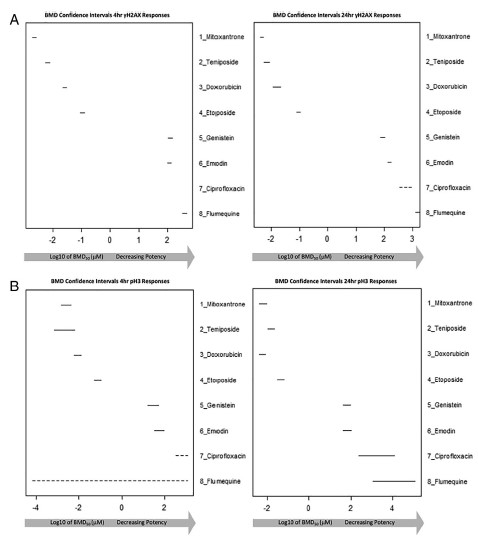 A
BMD Confidence Intervals 4hr γH2AX Responses
1_Mitoxantrone
2_Teniposide
3_Doxorubicin
4_Etoposide
5_Genistein
6_Emodin
7_Ciprofloxacin
8_Flumequine
-2 -1 0 1 2
Log10 of BMD₅₀ (μM) Decreasing Potency
BMD Confidence Intervals 24hr γH2AX Responses
1_Mitoxantrone
2_Teniposide
3_Doxorubicin
4_Etoposide
5_Genistein
6_Emodin
7_Ciprofloxacin
8_Flumequine
-2 -1 0 1 2 3
Log10 of BMD₅₀ (μM) Decreasing Potency
B
BMD Confidence Intervals 4hr pH3 Responses
1_Mitoxantrone
2_Teniposide
3_Doxorubicin
4_Etoposide
5_Genistein
6_Emodin
7_Ciprofloxacin
8_Flumequine
-4 -2 0 2
Log10 of BMD₅₀ (μM) Decreasing Potency
BMD Confidence Intervals 24hr pH3 Responses
1_Mitoxantrone
2_Teniposide
3_Doxorubicin
4_Etoposide
5_Genistein
6_Emodin
7_Ciprofloxacin
8_Flumequine
-2 0 2 4
Log10 of BMD₅₀ (μM) Decreasing Potency